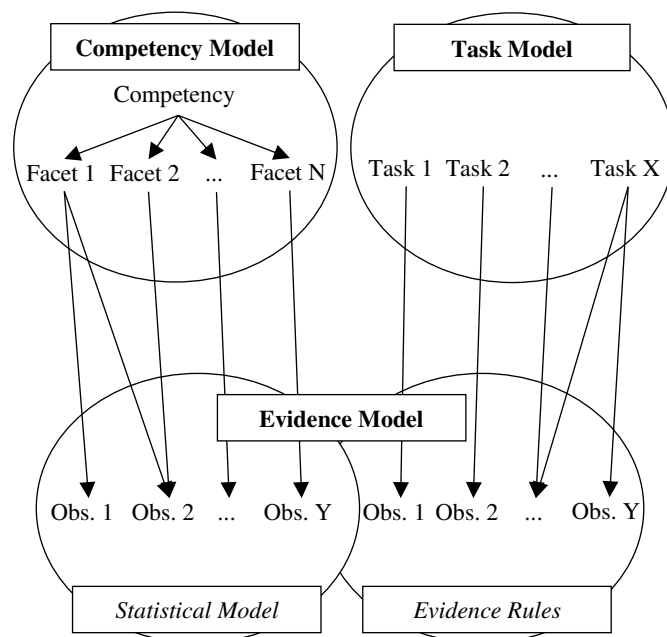 Competency Model Task Model
Competency
Facet 1 Facet 2 ... Facet N Task 1 Task 2 ... Task X
Evidence Model
Obs. 1 Obs. 2 ... Obs. Y Obs. 1 Obs. 2 ... Obs. Y
Statistical Model Evidence Rules